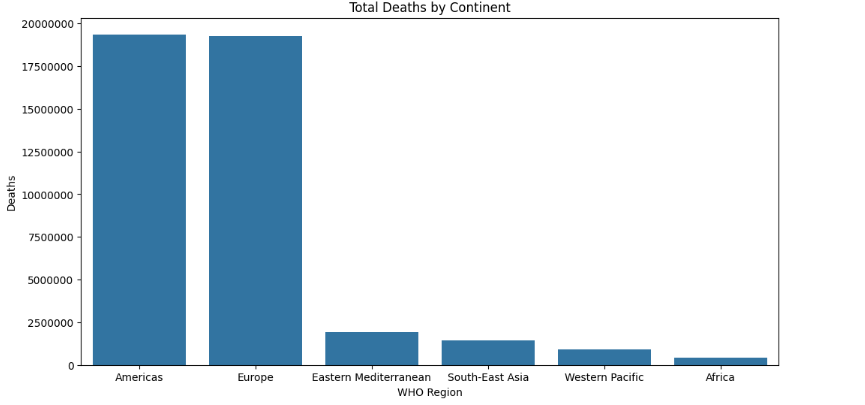 Total Deaths by Continent
20000000
17500000
15000000
12500000
10000000
7500000
5000000
2500000
0
Deaths
Americas Europe Eastern Mediterranean South-East Asia Western Pacific Africa
WHO Region